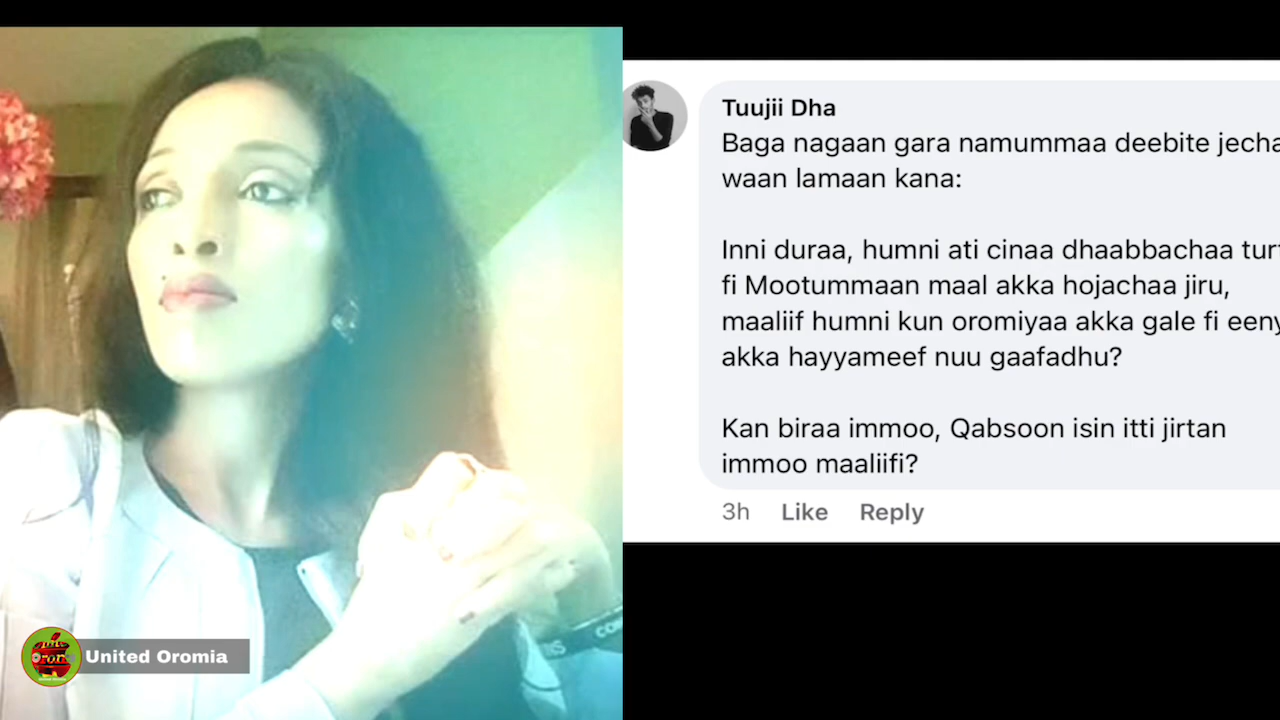 Tuujii Dha
Baga nagaan gara namummaa deebite jecha
waan lamaan kana:
Inni duraa, humni ati cinaa dhaabbachaa turt
fi Mootummaan maal akka hojachaa jiru,
maaliif humni kun oromiyaa akka gale fi eeny
akka hayyameef nuu gaafadhu?
Kan biraa immoo, Qabsoon isin itti jirtan
immoo maaliifi?
3h Like Reply
United Oromia